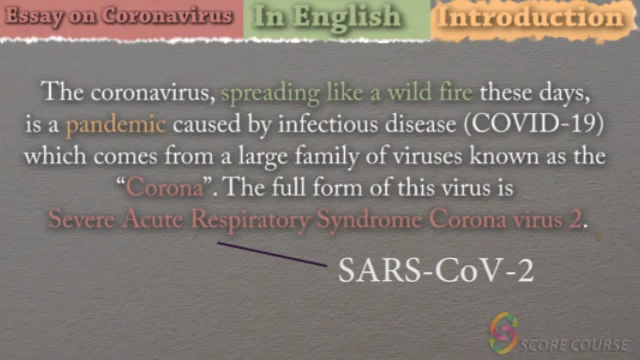 Essay on Coronavirus In English Introduction
The coronavirus, spreading like a wild fire these days,
is a pandemic caused by infectious disease (COVID-19)
which comes from a large family of viruses known as the
“Corona”. The full form of this virus is
Severe Acute Respiratory Syndrome Corona virus 2.
SARS-CoV-2
SCORE COURSE